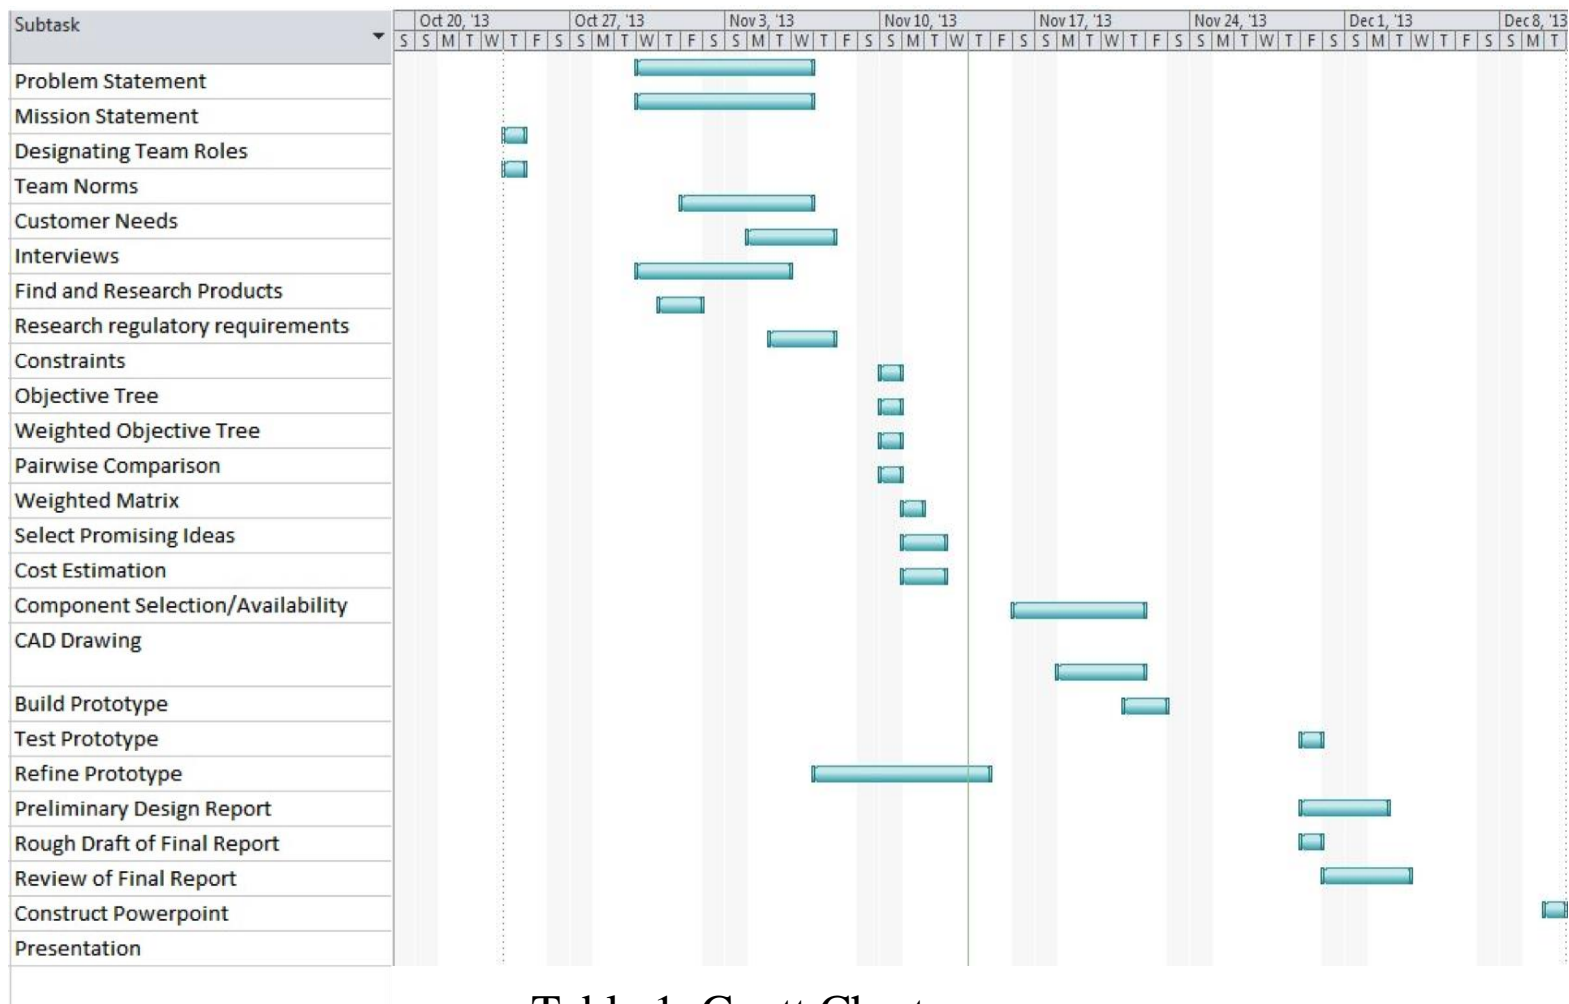 Subtask
Oct 20, '13 Oct 27, '13 Nov 3, '13 Nov 10, '13 Nov 17, '13 Nov 24, '13 Dec 1, '13 Dec 8, '13
S S M T W T F S S M T W T F S S M T W T F S S M T W T F S S M T W T F S S M T W T F S S M T W T F S S M T
Problem Statement
Mission Statement
Designating Team Roles
Team Norms
Customer Needs
Interviews
Find and Research Products
Research regulatory requirements
Constraints
Objective Tree
Weighted Objective Tree
Pairwise Comparison
Weighted Matrix
Select Promising Ideas
Cost Estimation
Component Selection/Availability
CAD Drawing
Build Prototype
Test Prototype
Refine Prototype
Preliminary Design Report
Rough Draft of Final Report
Review of Final Report
Construct Powerpoint
Presentation
Table 1: Gantt Chart